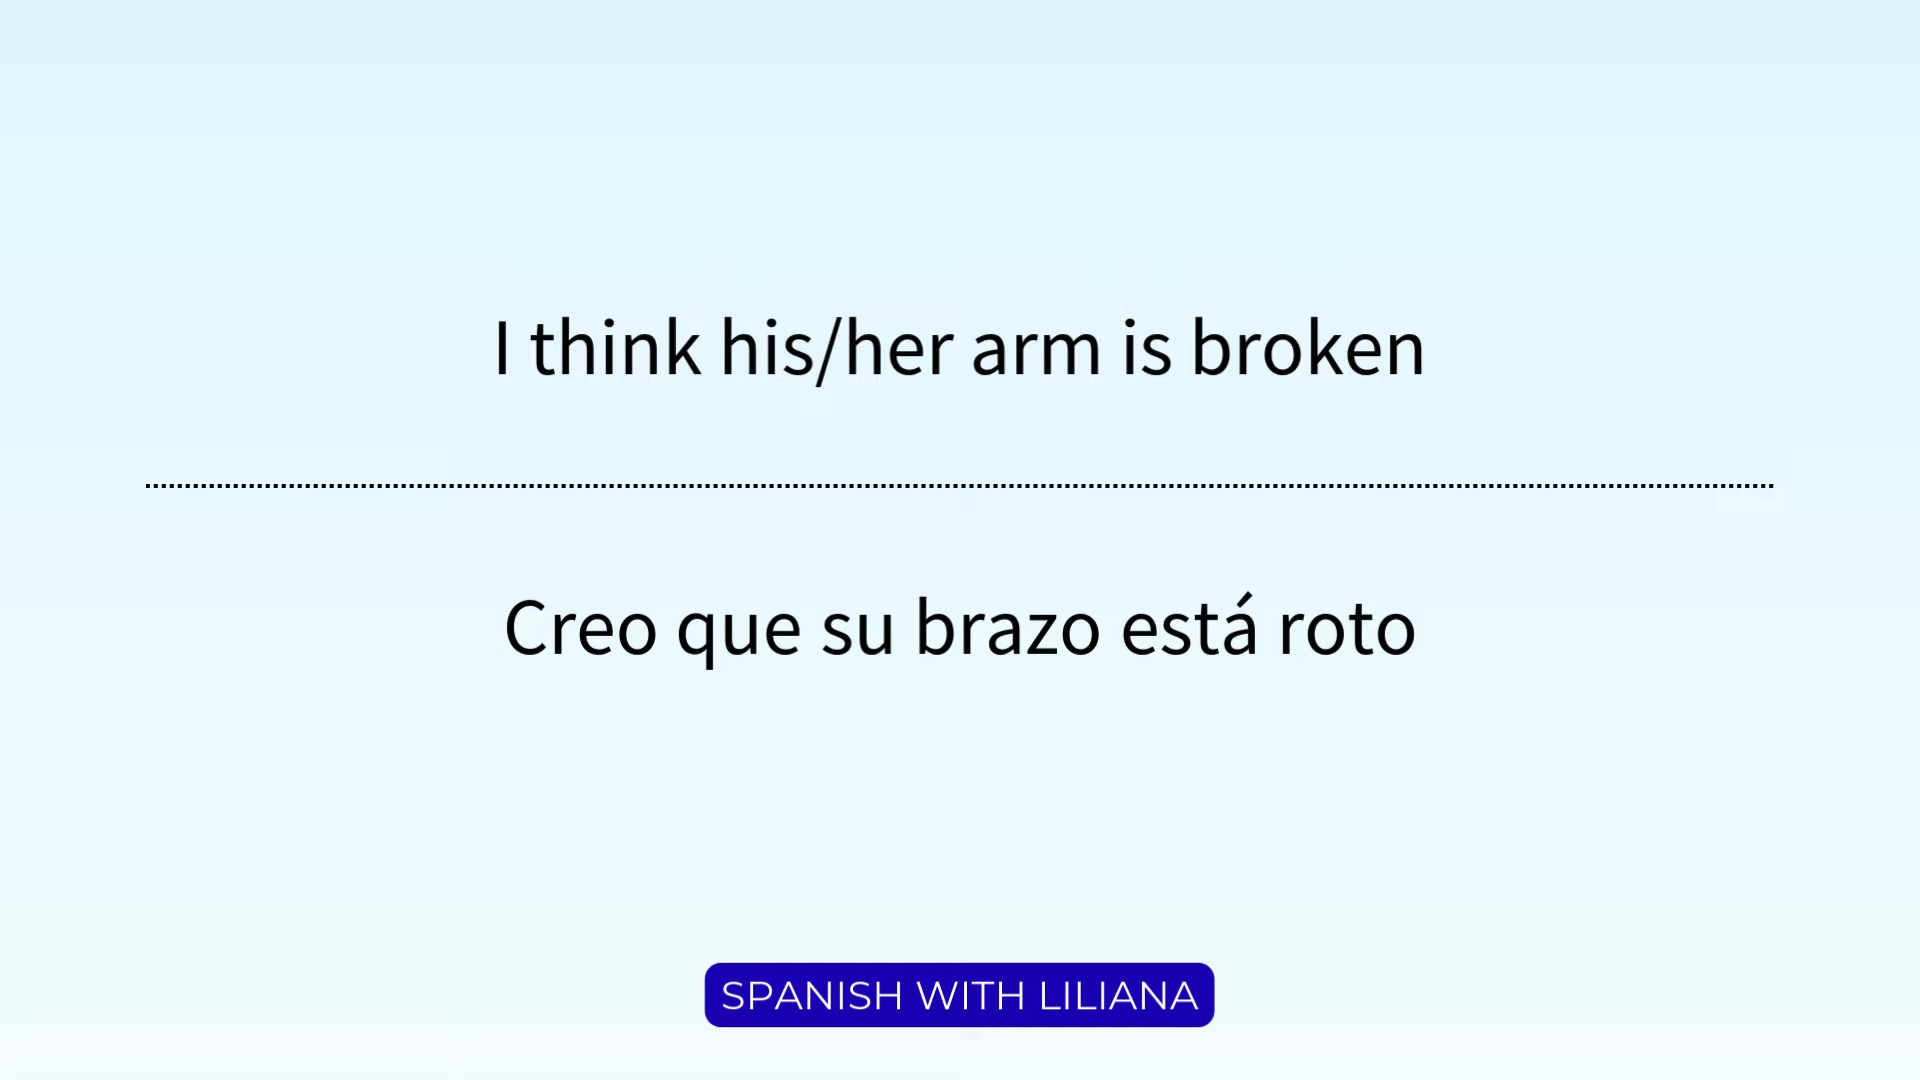 I think his/her arm is broken
Creo que su brazo está roto
SPANISH WITH LILIANA